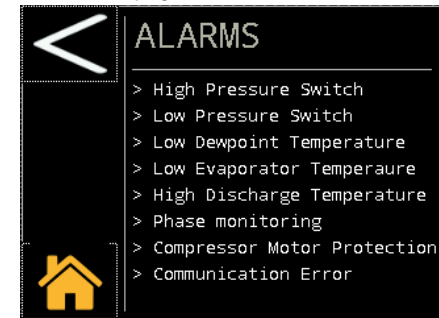 ALARMS
> High Pressure Switch
> Low Pressure Switch
> Low Dewpoint Temperature
> Low Evaporator Temperaure
> High Discharge Temperature
> Phase monitoring
> Compressor Motor Protection
> Communication Error